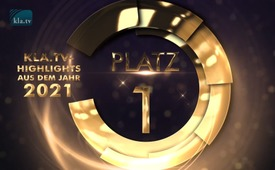 kla.tv
KLA.TV
HIGHLIGHTS
AUS DEM JAHR
2021
PLATZ
1